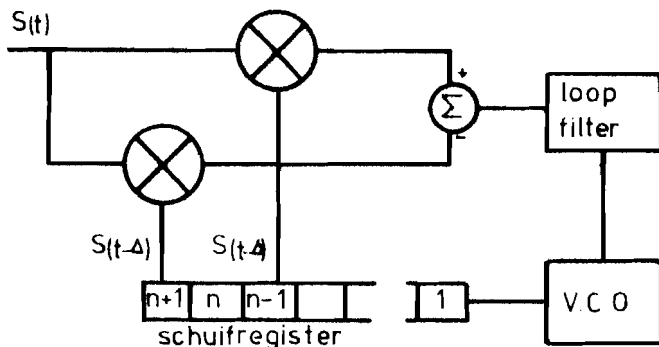 S(t)
+
Σ
-
loop
filter
S(t-Δ)
S(t-Δ)
n+1 n n-1 1
schuifregister
V.C.O